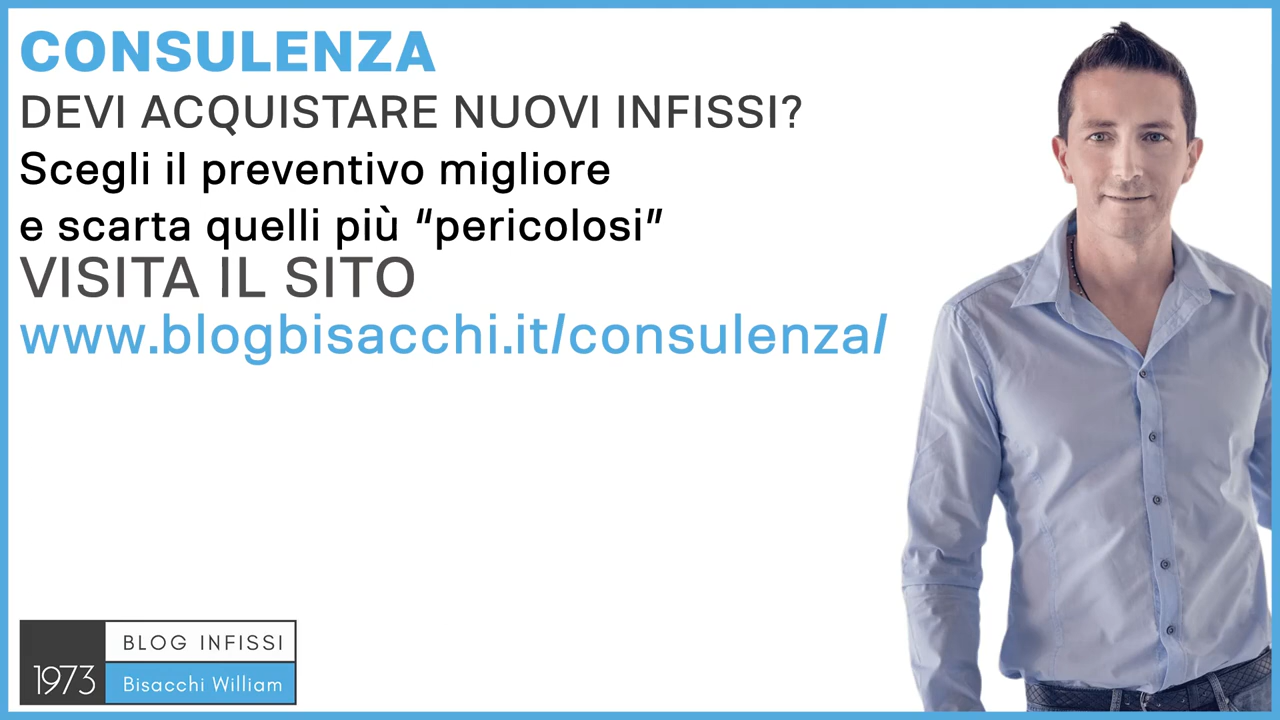 CONSULENZA
DEVI ACQUISTARE NUOVI INFISSI?
Scegli il preventivo migliore
e scarta quelli più “pericolosi”
VISITA IL SITO
www.blogbisacchi.it/consulenza/
BLOG INFISSI
1973
Bisacchi William